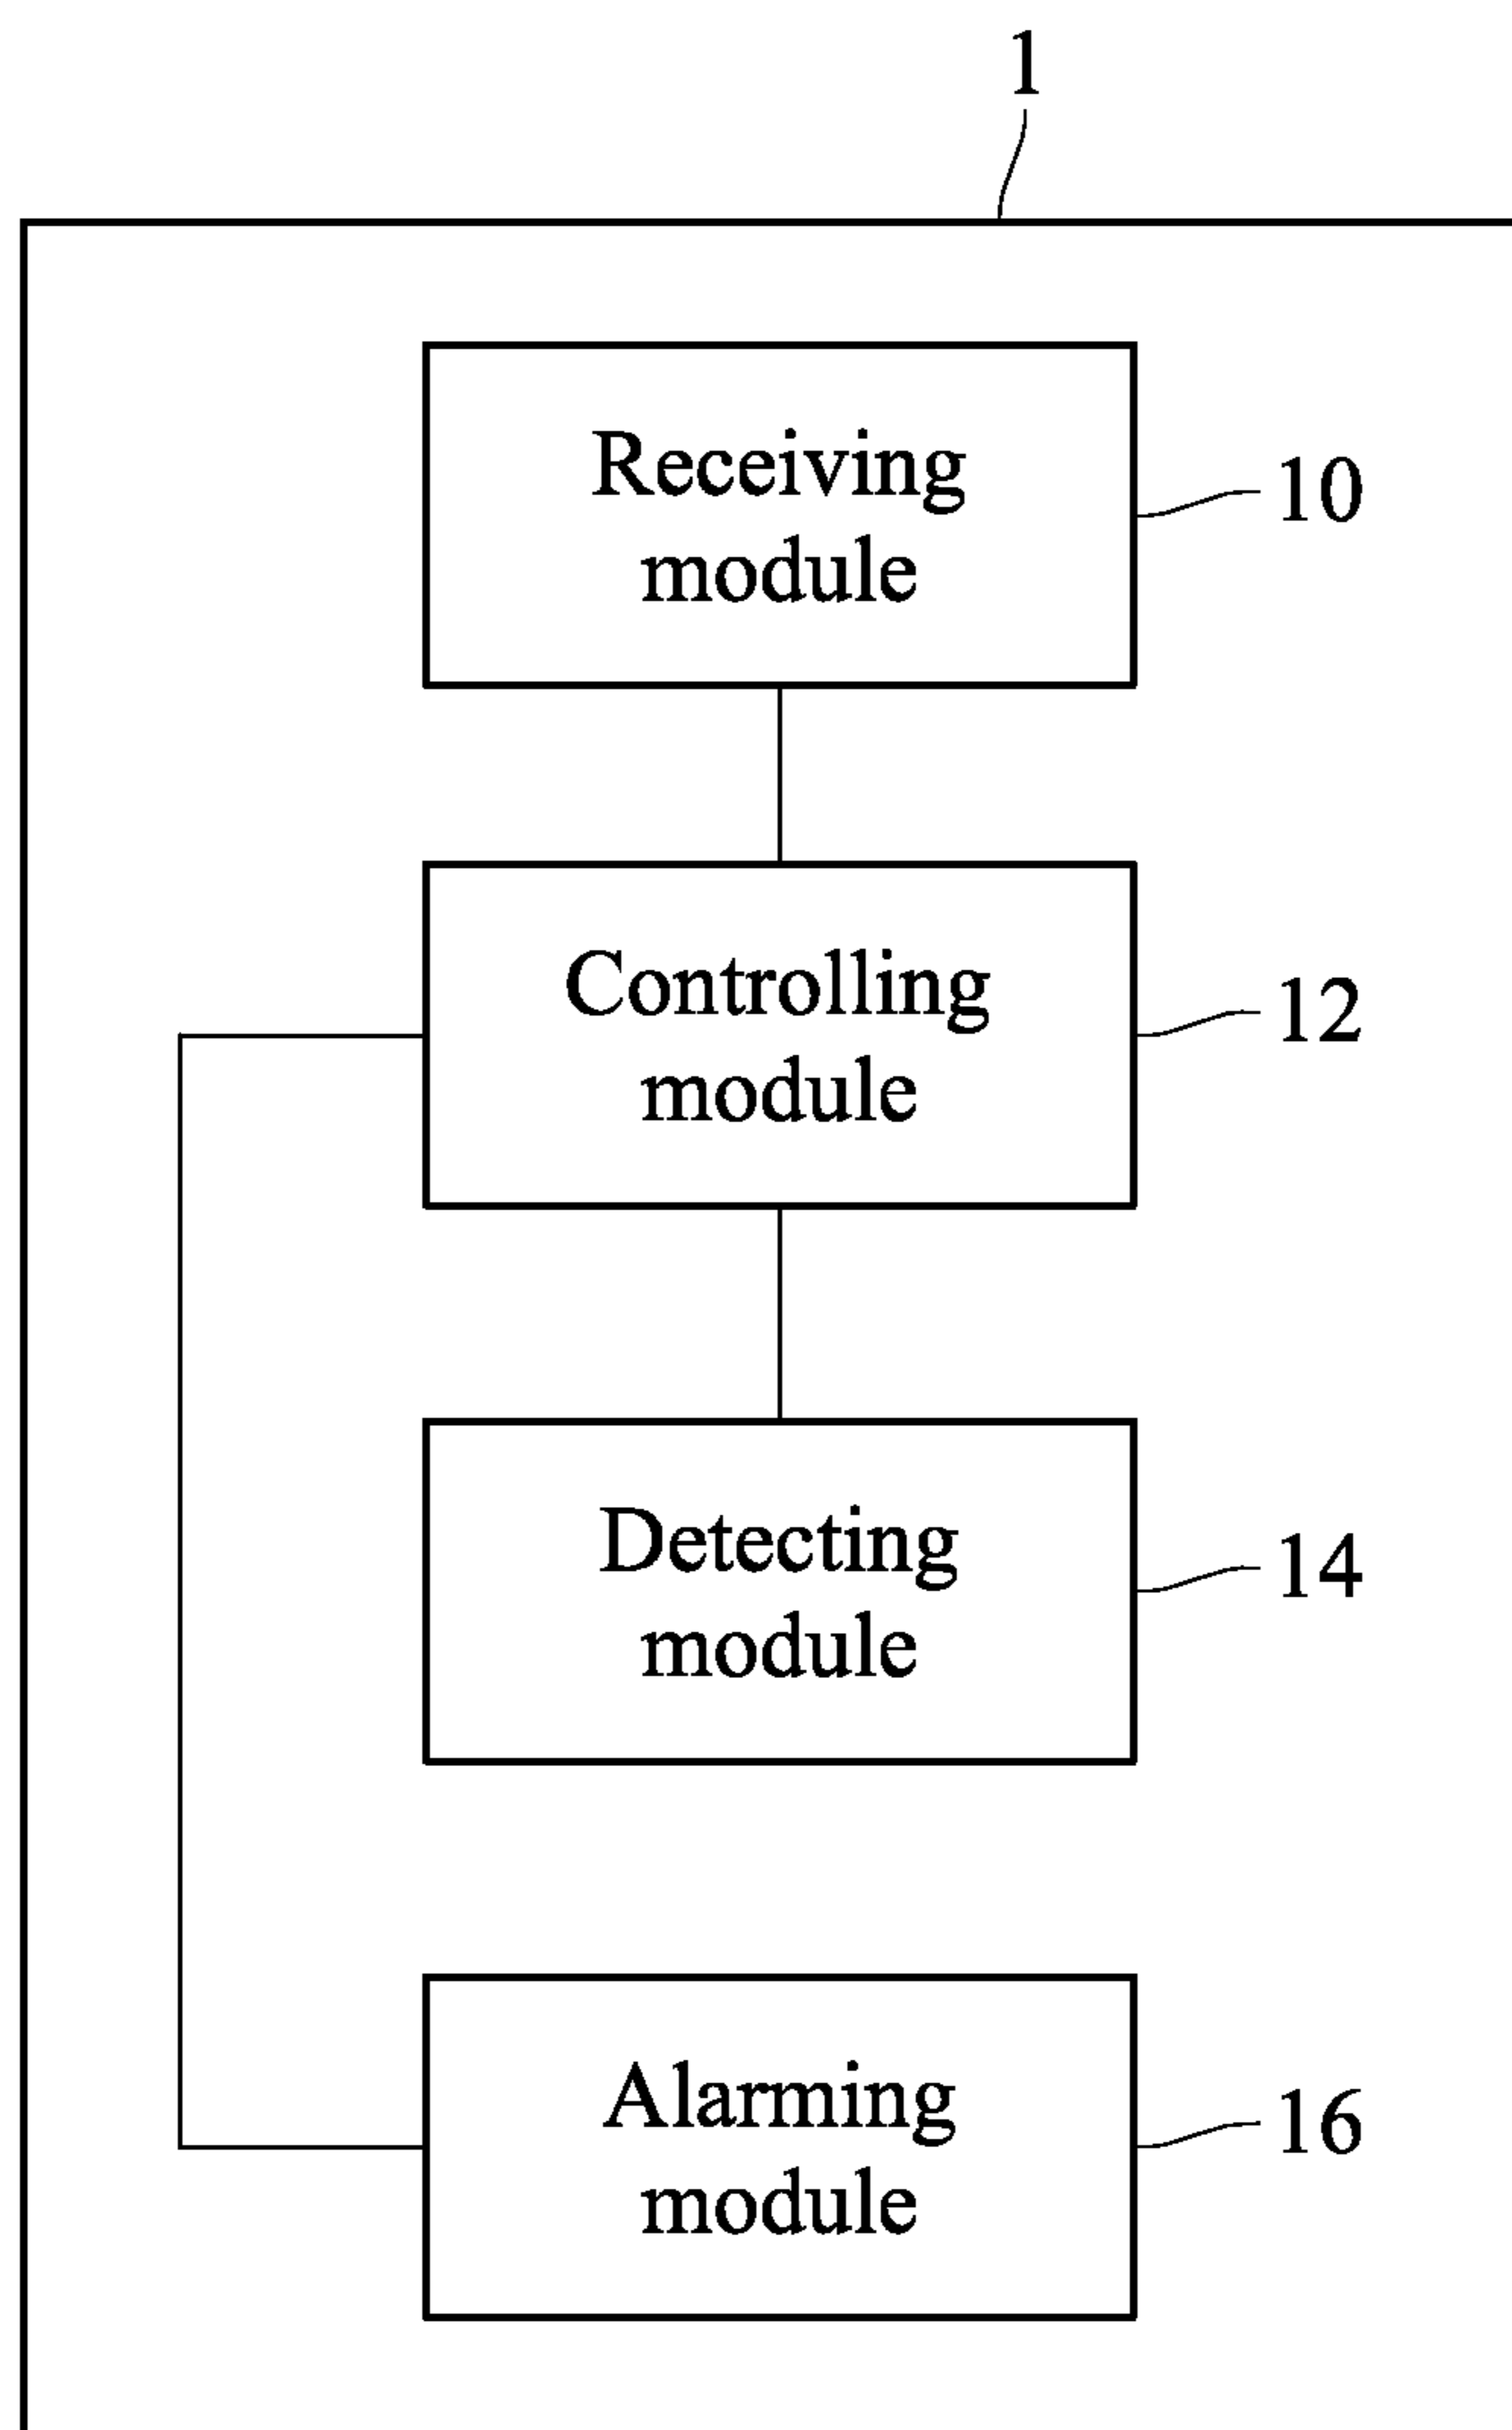 1
Receiving
module
10
Controlling
module
12
Detecting
module
14
Alarming
module
16